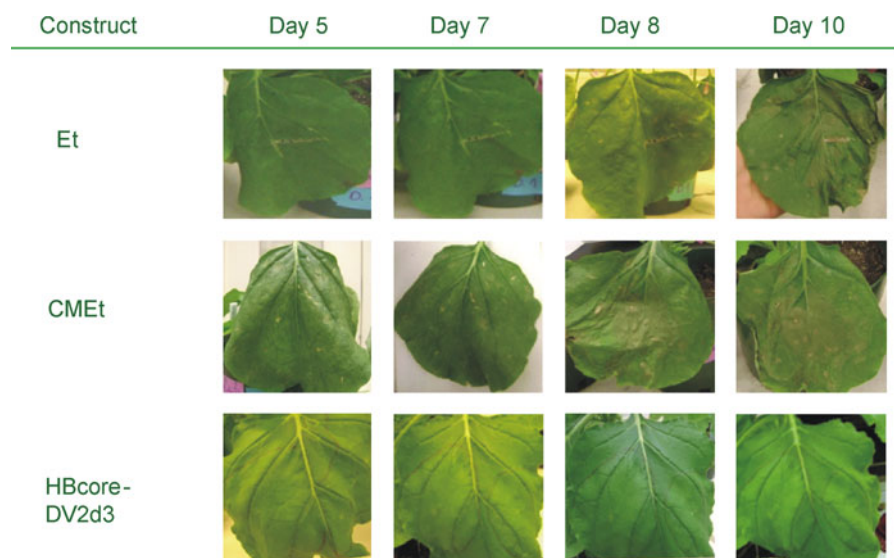 Construct Day 5 Day 7 Day 8 Day 10
Et
CMEt
HBcore-
DV2d3